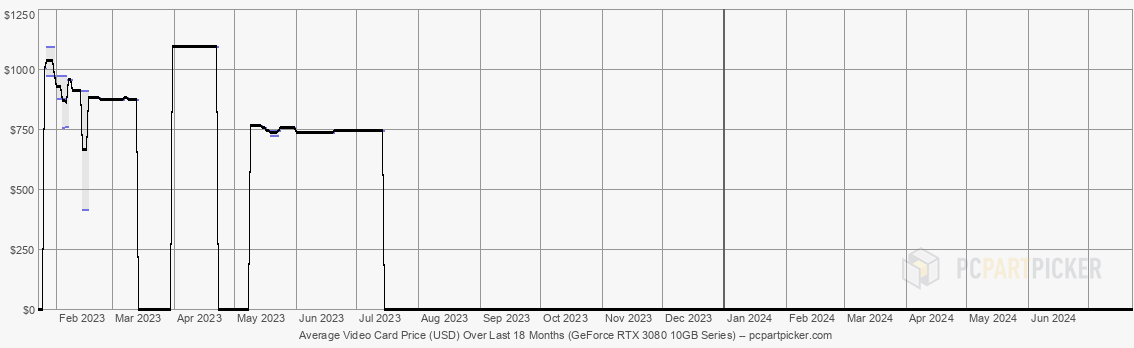 $1250
$1000
$750
$500
$250
$0
PCPARTPICKER
Feb 2023 Mar 2023 Apr 2023 May 2023 Jun 2023 Jul 2023 Aug 2023 Sep 2023 Oct 2023 Nov 2023 Dec 2023 Jan 2024 Feb 2024 Mar 2024 Apr 2024 May 2024 Jun 2024
Average Video Card Price (USD) Over Last 18 Months (GeForce RTX 3080 10GB Series) – pcpartpicker.com